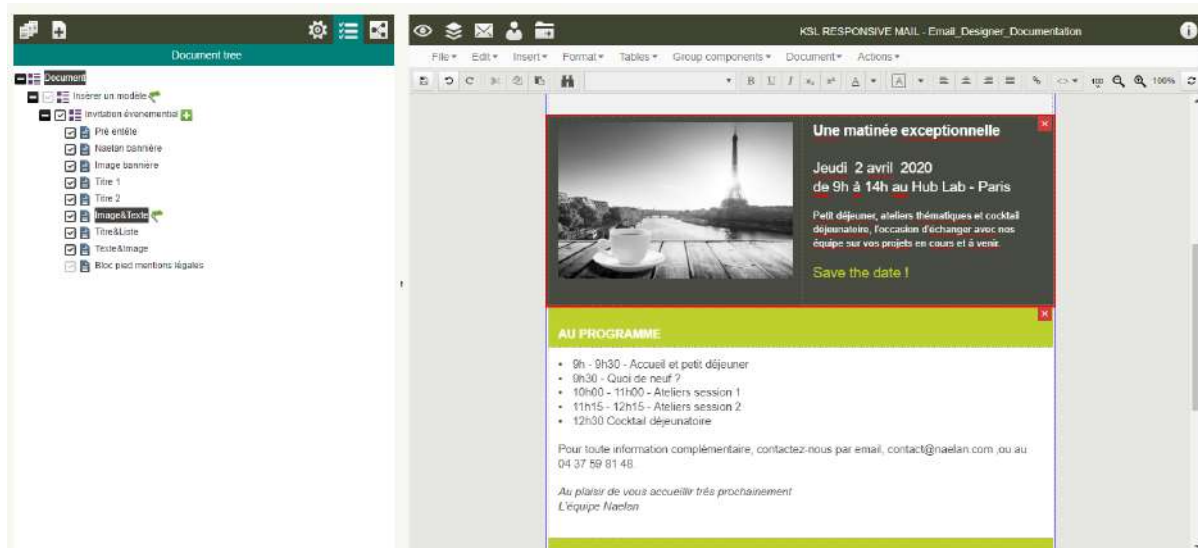 KSL RESPONSIVE MAIL - Email_Designer_Documentation
Document tree
File Edit Insert Format Tables Group components Document Actions
B U I A A 100%
Document
Insérer un modèle
Invitation évenementiel
Pré entête
Naelan bannière
Image bannière
Titre 1
Titre 2
Image&Texte
Titre&Liste
Texte&Image
Bloc pied mentions légales
Une matinée exceptionnelle
Jeudi 2 avril 2020
de 9h à 14h au Hub Lab - Paris
Petit déjeuner, ateliers thématiques et cocktail
déjeunatoire, l'occasion d'échanger avec nos
équipe sur vos projets en cours et à venir.
Save the date !
AU PROGRAMME
• 9h - 9h30 - Accueil et petit déjeuner
• 9h30 - Quoi de neuf ?
• 10h00 - 11h00 - Ateliers session 1
• 11h15 - 12h15 - Ateliers session 2
• 12h30 Cocktail déjeunatoire
Pour toute information complémentaire, contactez-nous par email, contact@naelan.com ,ou au
04 37 59 81 48
Au plaisir de vous accueillir très prochainement
L'équipe Naelan